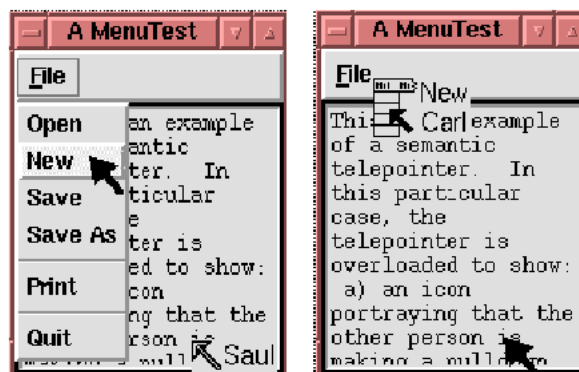 A MenuTest
File
Open
New
Save
Save As
Print
Quit
an example
antic
ter. In
ticular
e
ter is
ed to show:
con
ng that the
rson is
Saul
A MenuTest
File
New
Carl
This example
of a semantic
telepointer. In
this particular
case, the
telepointer is
overloaded to show:
a) an icon
portraying that the
other person is
making a pulldown